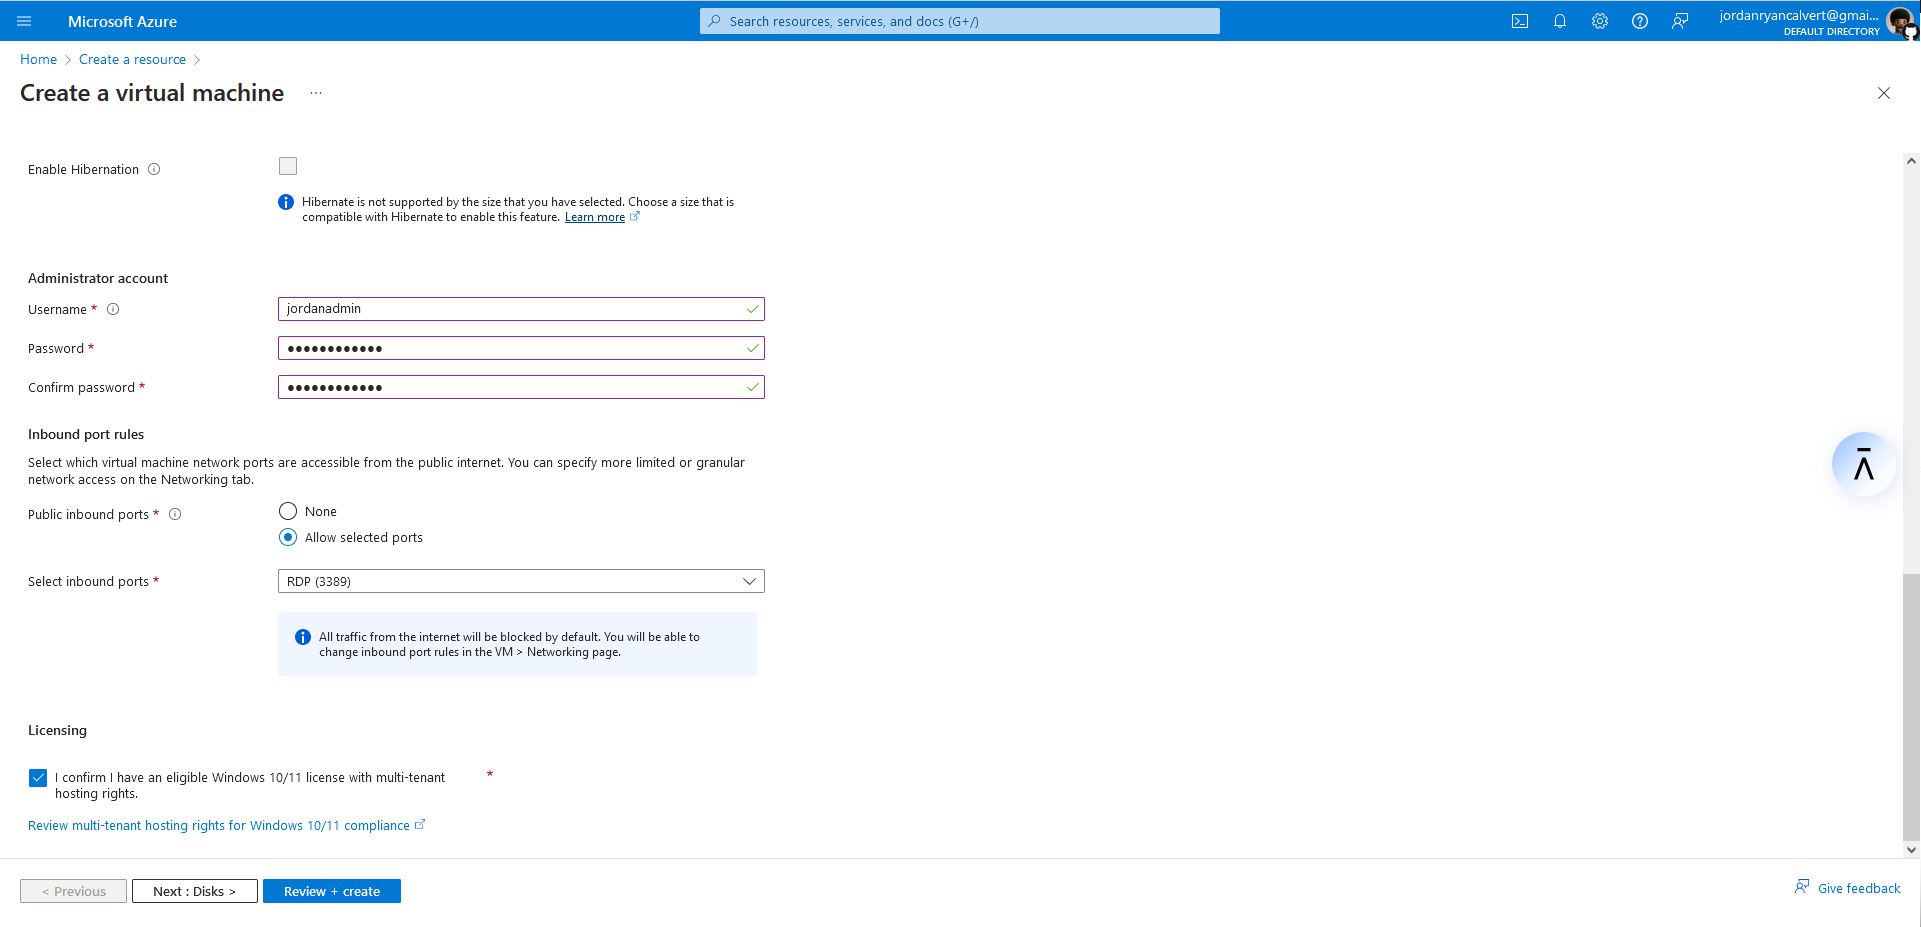 Microsoft Azure
Search resources, services, and docs (G+/)
jordanryancalvert@gmai...
DEFAULT DIRECTORY
Home > Create a resource >
Create a virtual machine ...
Enable Hibernation
Hibernate is not supported by the size that you have selected. Choose a size that is
compatible with Hibernate to enable this feature. Learn more
Administrator account
Username *
jordanadmin
Password *
••••••••••••
Confirm password *
••••••••••••
Inbound port rules
Select which virtual machine network ports are accessible from the public internet. You can specify more limited or granular
network access on the Networking tab.
Public inbound ports *
None
Allow selected ports
Select inbound ports *
RDP (3389)
All traffic from the internet will be blocked by default. You will be able to
change inbound port rules in the VM > Networking page.
Licensing
I confirm I have an eligible Windows 10/11 license with multi-tenant *
hosting rights.
Review multi-tenant hosting rights for Windows 10/11 compliance
< Previous
Next : Disks >
Review + create
Give feedback